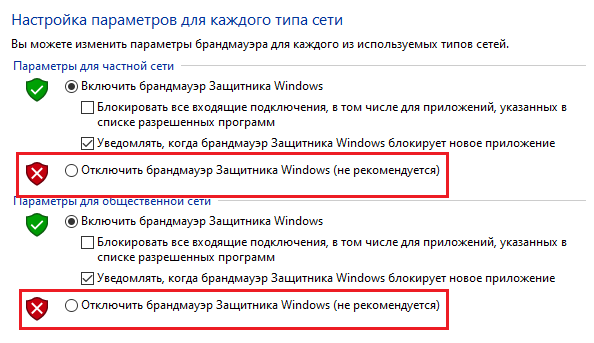 Настройка параметров для каждого типа сети
Вы можете изменить параметры брандмауэра для каждого из используемых типов сетей.
Параметры для частной сети
Включить брандмауэр Защитника Windows
Блокировать все входящие подключения, в том числе для приложений, указанных в
списке разрешенных программ
Уведомлять, когда брандмауэр Защитника Windows блокирует новое приложение
Отключить брандмауэр Защитника Windows (не рекомендуется)
Параметры для общественной сети
Включить брандмауэр Защитника Windows
Блокировать все входящие подключения, в том числе для приложений, указанных в
списке разрешенных программ
Уведомлять, когда брандмауэр Защитника Windows блокирует новое приложение
Отключить брандмауэр Защитника Windows (не рекомендуется)